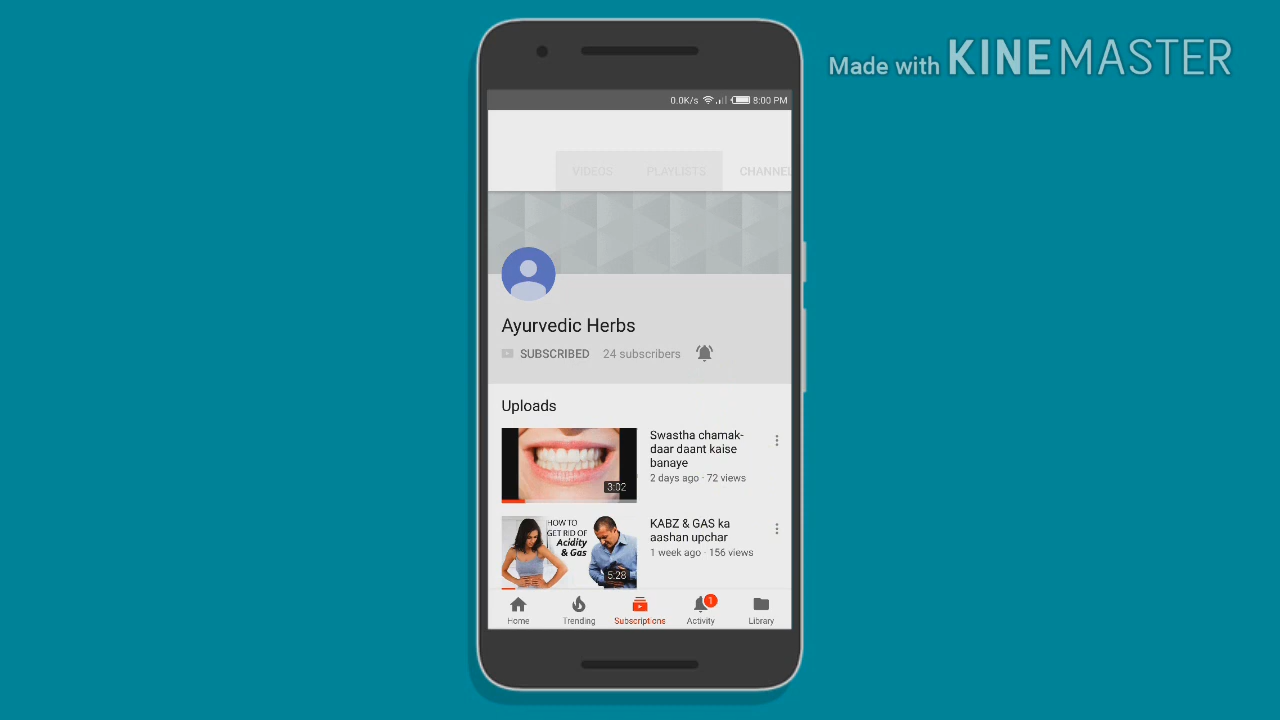 Made with KINEMASTER
0.0K/s 8:00 PM
VIDEOS PLAYLISTS CHANNEL
Ayurvedic Herbs
SUBSCRIBED 24 subscribers
Uploads
Swastha chamak-
daar daant kaise
banaye
2 days ago · 72 views
3:02
HOW TO
GET RID OF
Acidity
& Gas
5:28
KABZ & GAS ka
aashan upchar
1 week ago · 156 views
1
Home Trending Subscriptions Activity Library